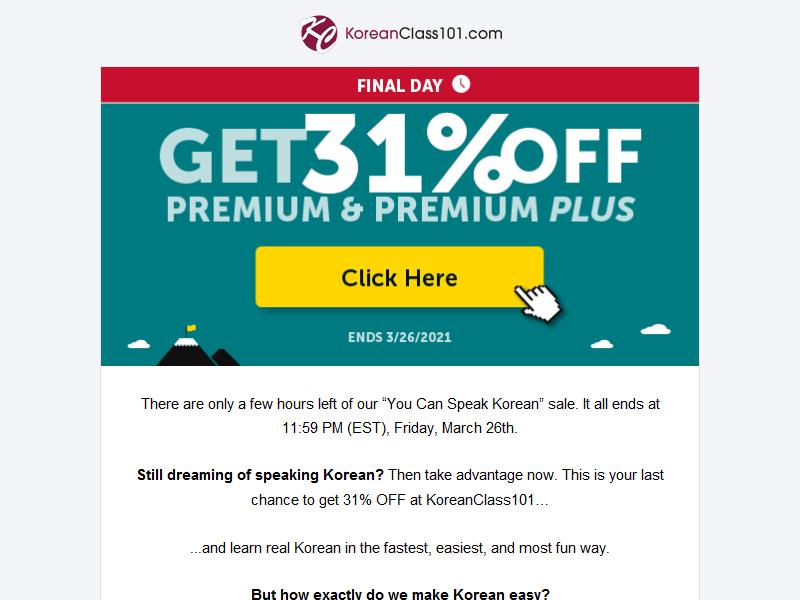 KoreanClass101.com
FINAL DAY
GET 31% OFF
PREMIUM & PREMIUM PLUS
Click Here
ENDS 3/26/2021
There are only a few hours left of our “You Can Speak Korean” sale. It all ends at
11:59 PM (EST), Friday, March 26th.
Still dreaming of speaking Korean? Then take advantage now. This is your last
chance to get 31% OFF at KoreanClass101…
...and learn real Korean in the fastest, easiest, and most fun way.
But how exactly do we make Korean easy?